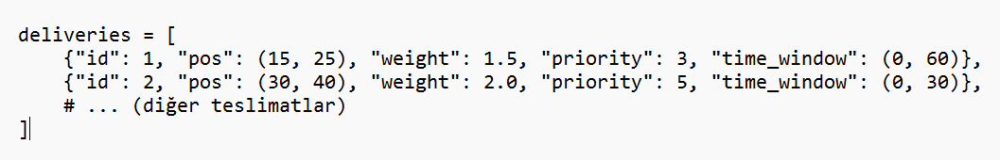 deliveries = [
    {"id": 1, "pos": (15, 25), "weight": 1.5, "priority": 3, "time_window": (0, 60)},
    {"id": 2, "pos": (30, 40), "weight": 2.0, "priority": 5, "time_window": (0, 30)},
    # ... (diğer teslimatlar)
]